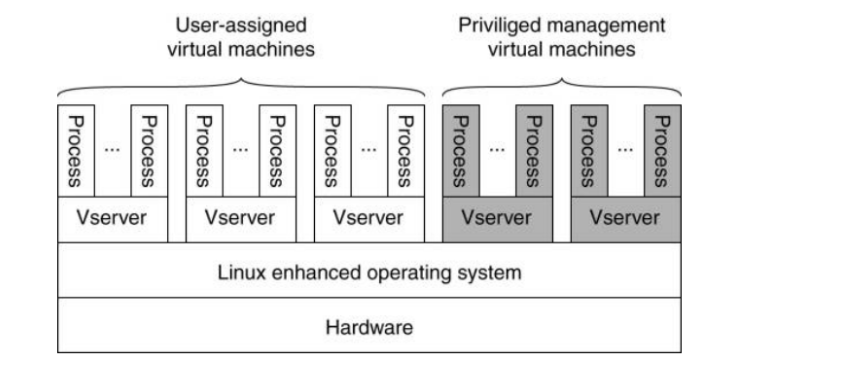 User-assigned
virtual machines
Priviliged management
virtual machines
Process ... Process Process ... Process Process ... Process Process ... Process Process ... Process
Vserver Vserver Vserver Vserver Vserver
Linux enhanced operating system
Hardware